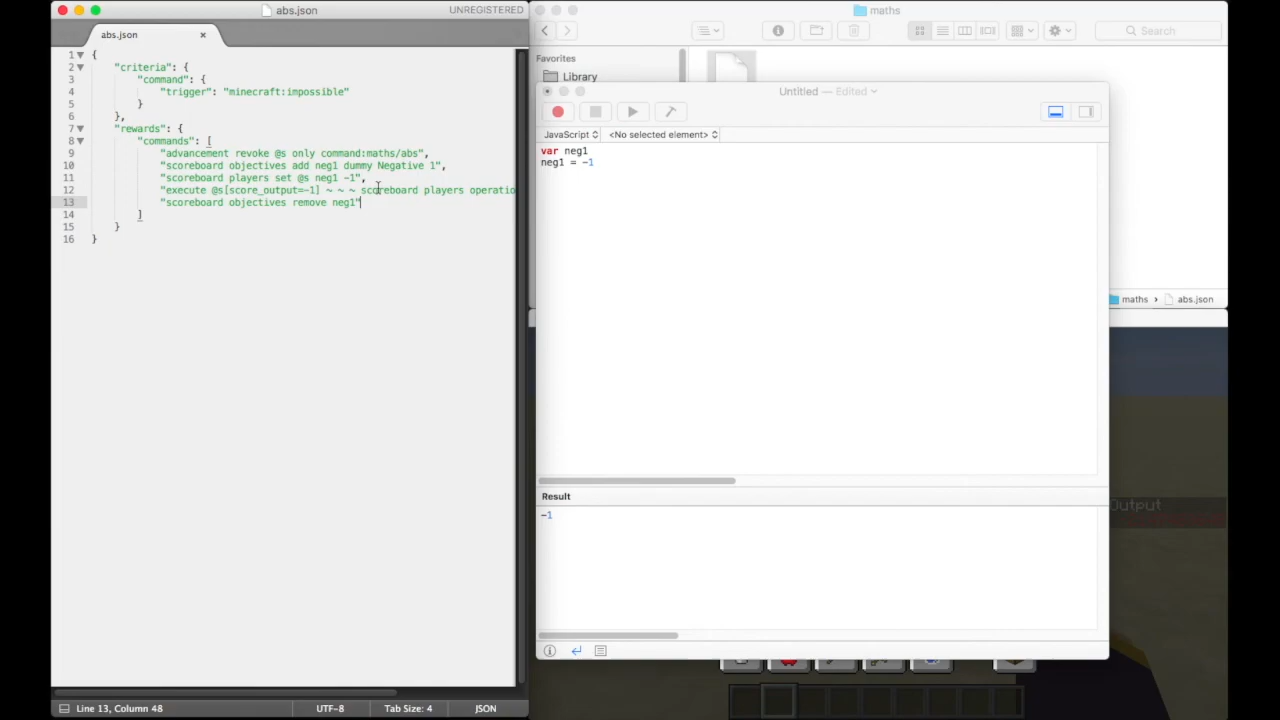 abs.json
UNREGISTERED
abs.json
1 {
2 "criteria": {
3 "command": {
4 "trigger": "minecraft:impossible"
5 }
6 },
7 "rewards": {
8 "commands": [
9 "advancement revoke @s only command:maths/abs",
10 "scoreboard objectives add neg1 dummy Negative 1",
11 "scoreboard players set @s neg1 -1",
12 "execute @s[score_output=-1] ~ ~ ~ scoreboard players operatio
13 "scoreboard objectives remove neg1"
14 ]
15 }
16 }
Line 13, Column 48
UTF-8
Tab Size: 4
JSON
maths
Search
Favorites
Library
Untitled — Edited
JavaScript
<No selected element>
var neg1
neg1 = -1
maths › abs.json
Result
-1
Output